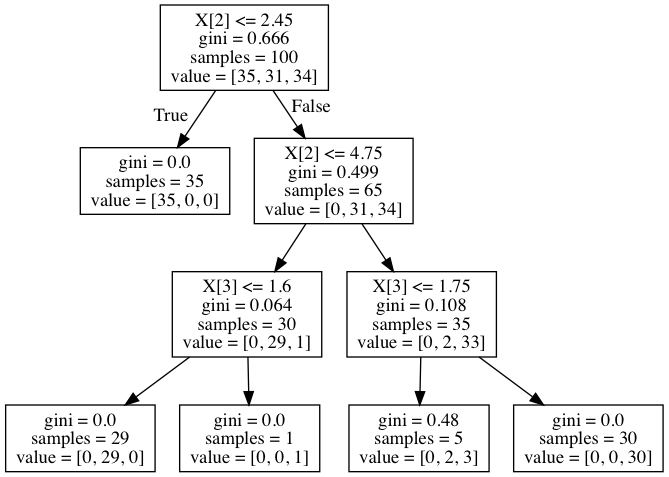 X[2] <= 2.45
gini = 0.666
samples = 100
value = [35, 31, 34]
True
False
gini = 0.0
samples = 35
value = [35, 0, 0]
X[2] <= 4.75
gini = 0.499
samples = 65
value = [0, 31, 34]
X[3] <= 1.6
gini = 0.064
samples = 30
value = [0, 29, 1]
X[3] <= 1.75
gini = 0.108
samples = 35
value = [0, 2, 33]
gini = 0.0
samples = 29
value = [0, 29, 0]
gini = 0.0
samples = 1
value = [0, 0, 1]
gini = 0.48
samples = 5
value = [0, 2, 3]
gini = 0.0
samples = 30
value = [0, 0, 30]